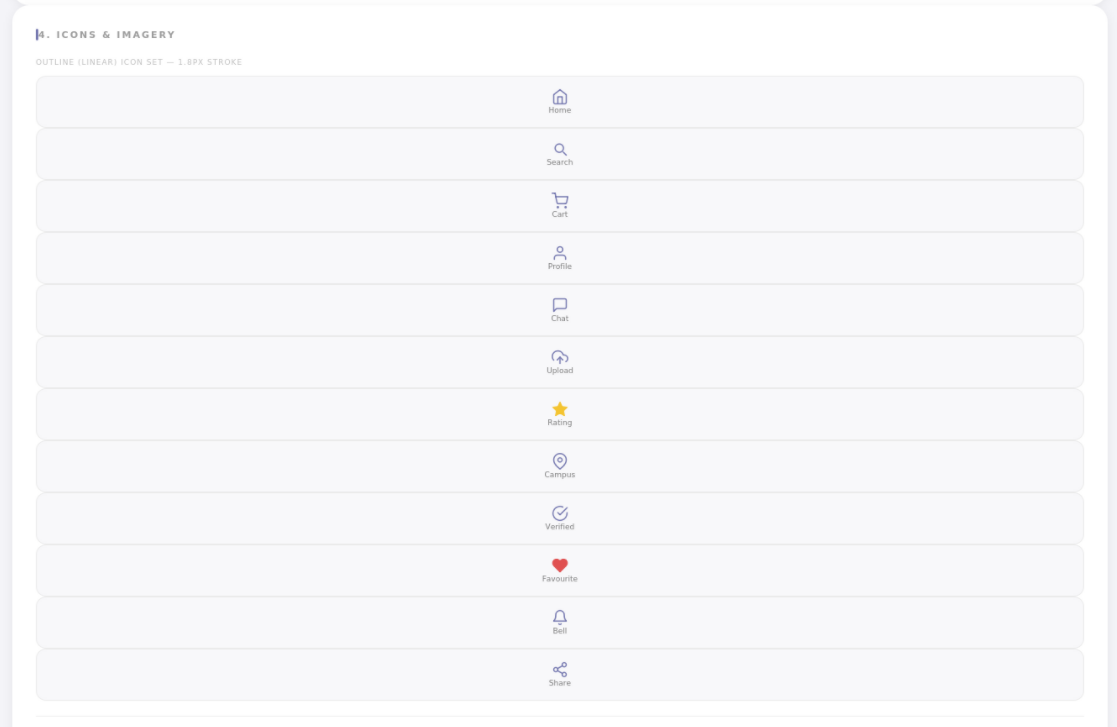 4. ICONS & IMAGERY
OUTLINE (LINEAR) ICON SET — 1.8PX STROKE
Home
Search
Cart
Profile
Chat
Upload
Rating
Campus
Verified
Favourite
Bell
Share